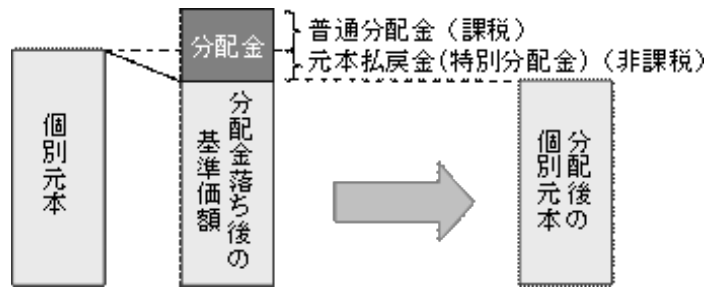 分配金
普通分配金（課税）
元本払戻金(特別分配金)（非課税）
個別元本
分配金落ち後の
基準価額
分配後の
個別元本